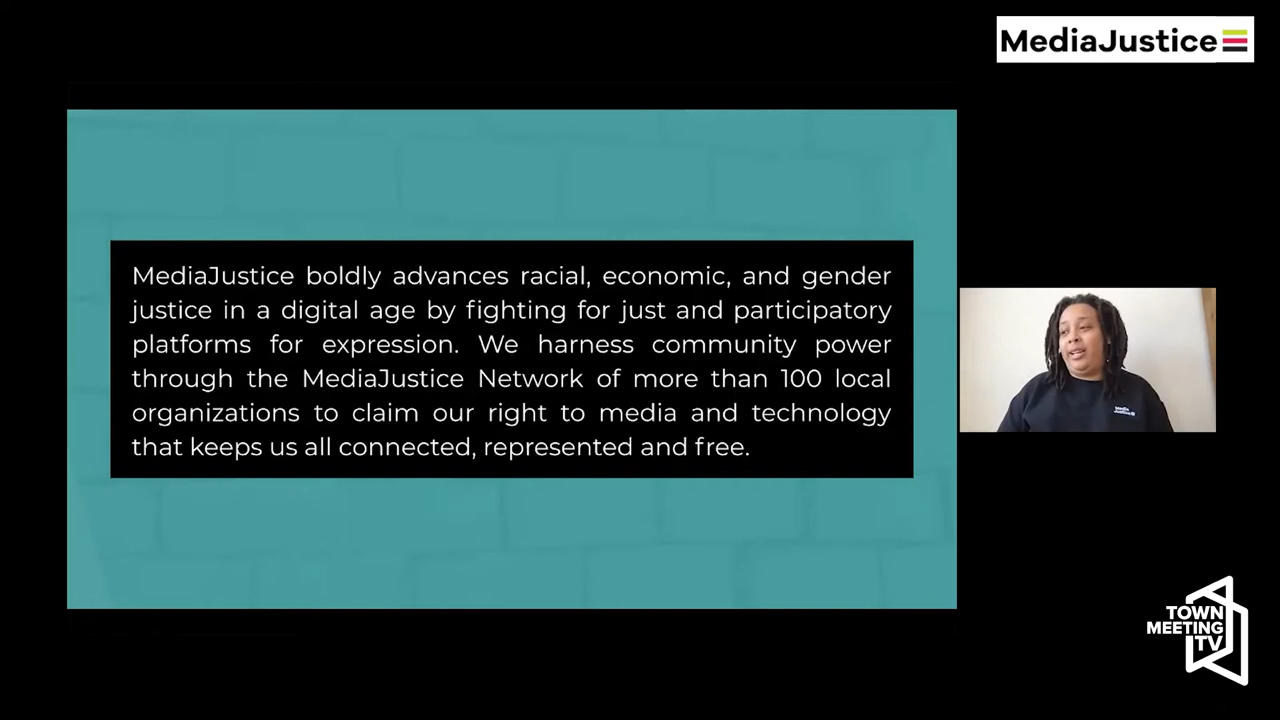 MediaJustice
MediaJustice boldly advances racial, economic, and gender
justice in a digital age by fighting for just and participatory
platforms for expression. We harness community power
through the MediaJustice Network of more than 100 local
organizations to claim our right to media and technology
that keeps us all connected, represented and free.
Media
Justice
TOWN
MEETING
TV